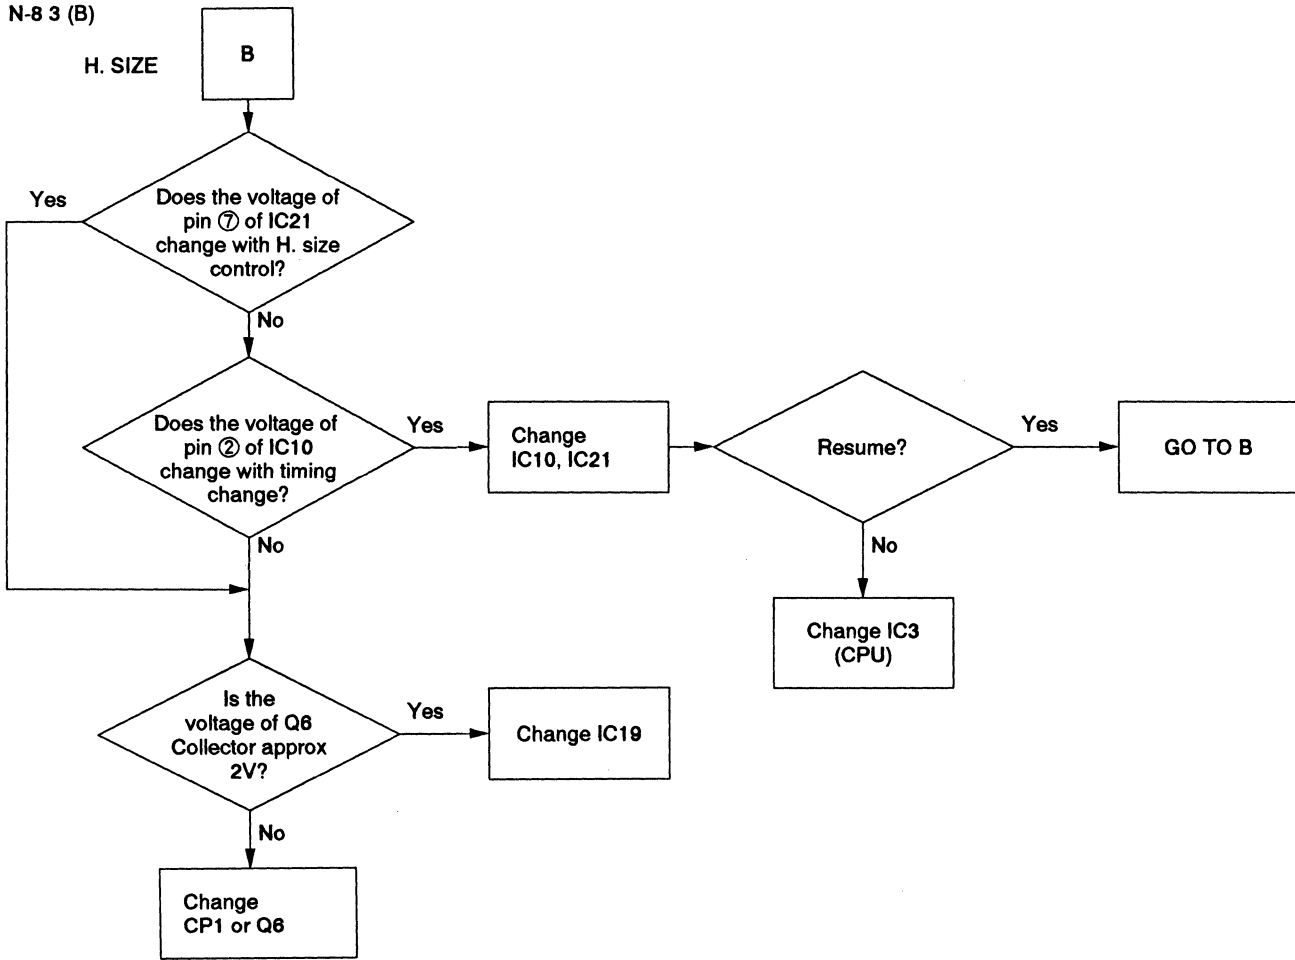 N-8 3 (B)
H. SIZE
B
Yes
Does the voltage of
pin ⑦ of IC21
change with H. size
control?
No
Does the voltage of
pin ② of IC10
change with timing
change?
Yes
Change
IC10, IC21
Resume?
Yes
GO TO B
No
No
Change IC3
(CPU)
Is the
voltage of Q6
Collector approx
2V?
Yes
Change IC19
No
Change
CP1 or Q6